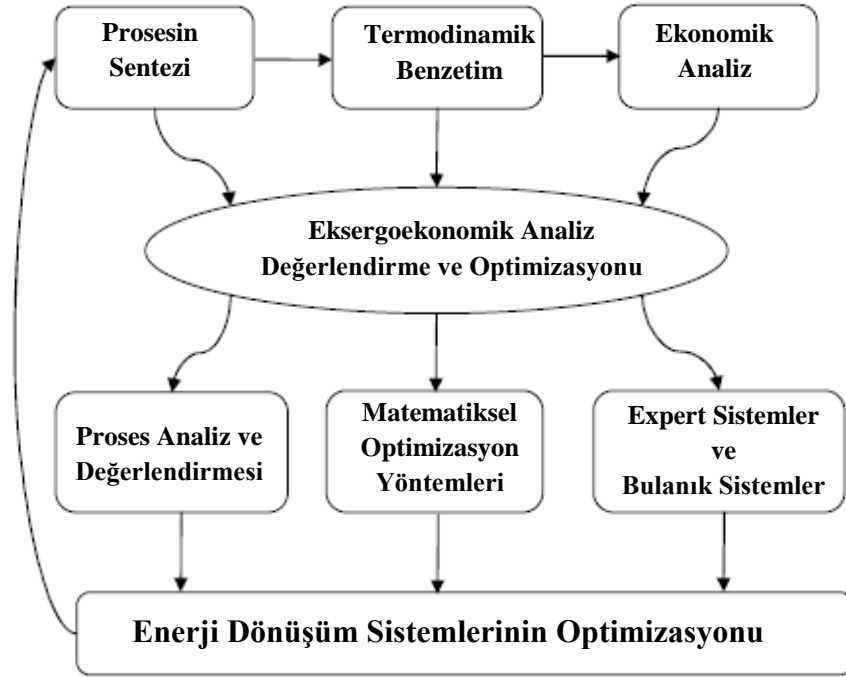 Prosesin
Sentezi
Termodinamik
Benzetim
Ekonomik
Analiz
Eksergoekonomik Analiz
Değerlendirme ve Optimizasyonu
Proses Analiz ve
Değerlendirmesi
Matematiksel
Optimizasyon
Yöntemleri
Expert Sistemler
ve
Bulanık Sistemler
Enerji Dönüşüm Sistemlerinin Optimizasyonu